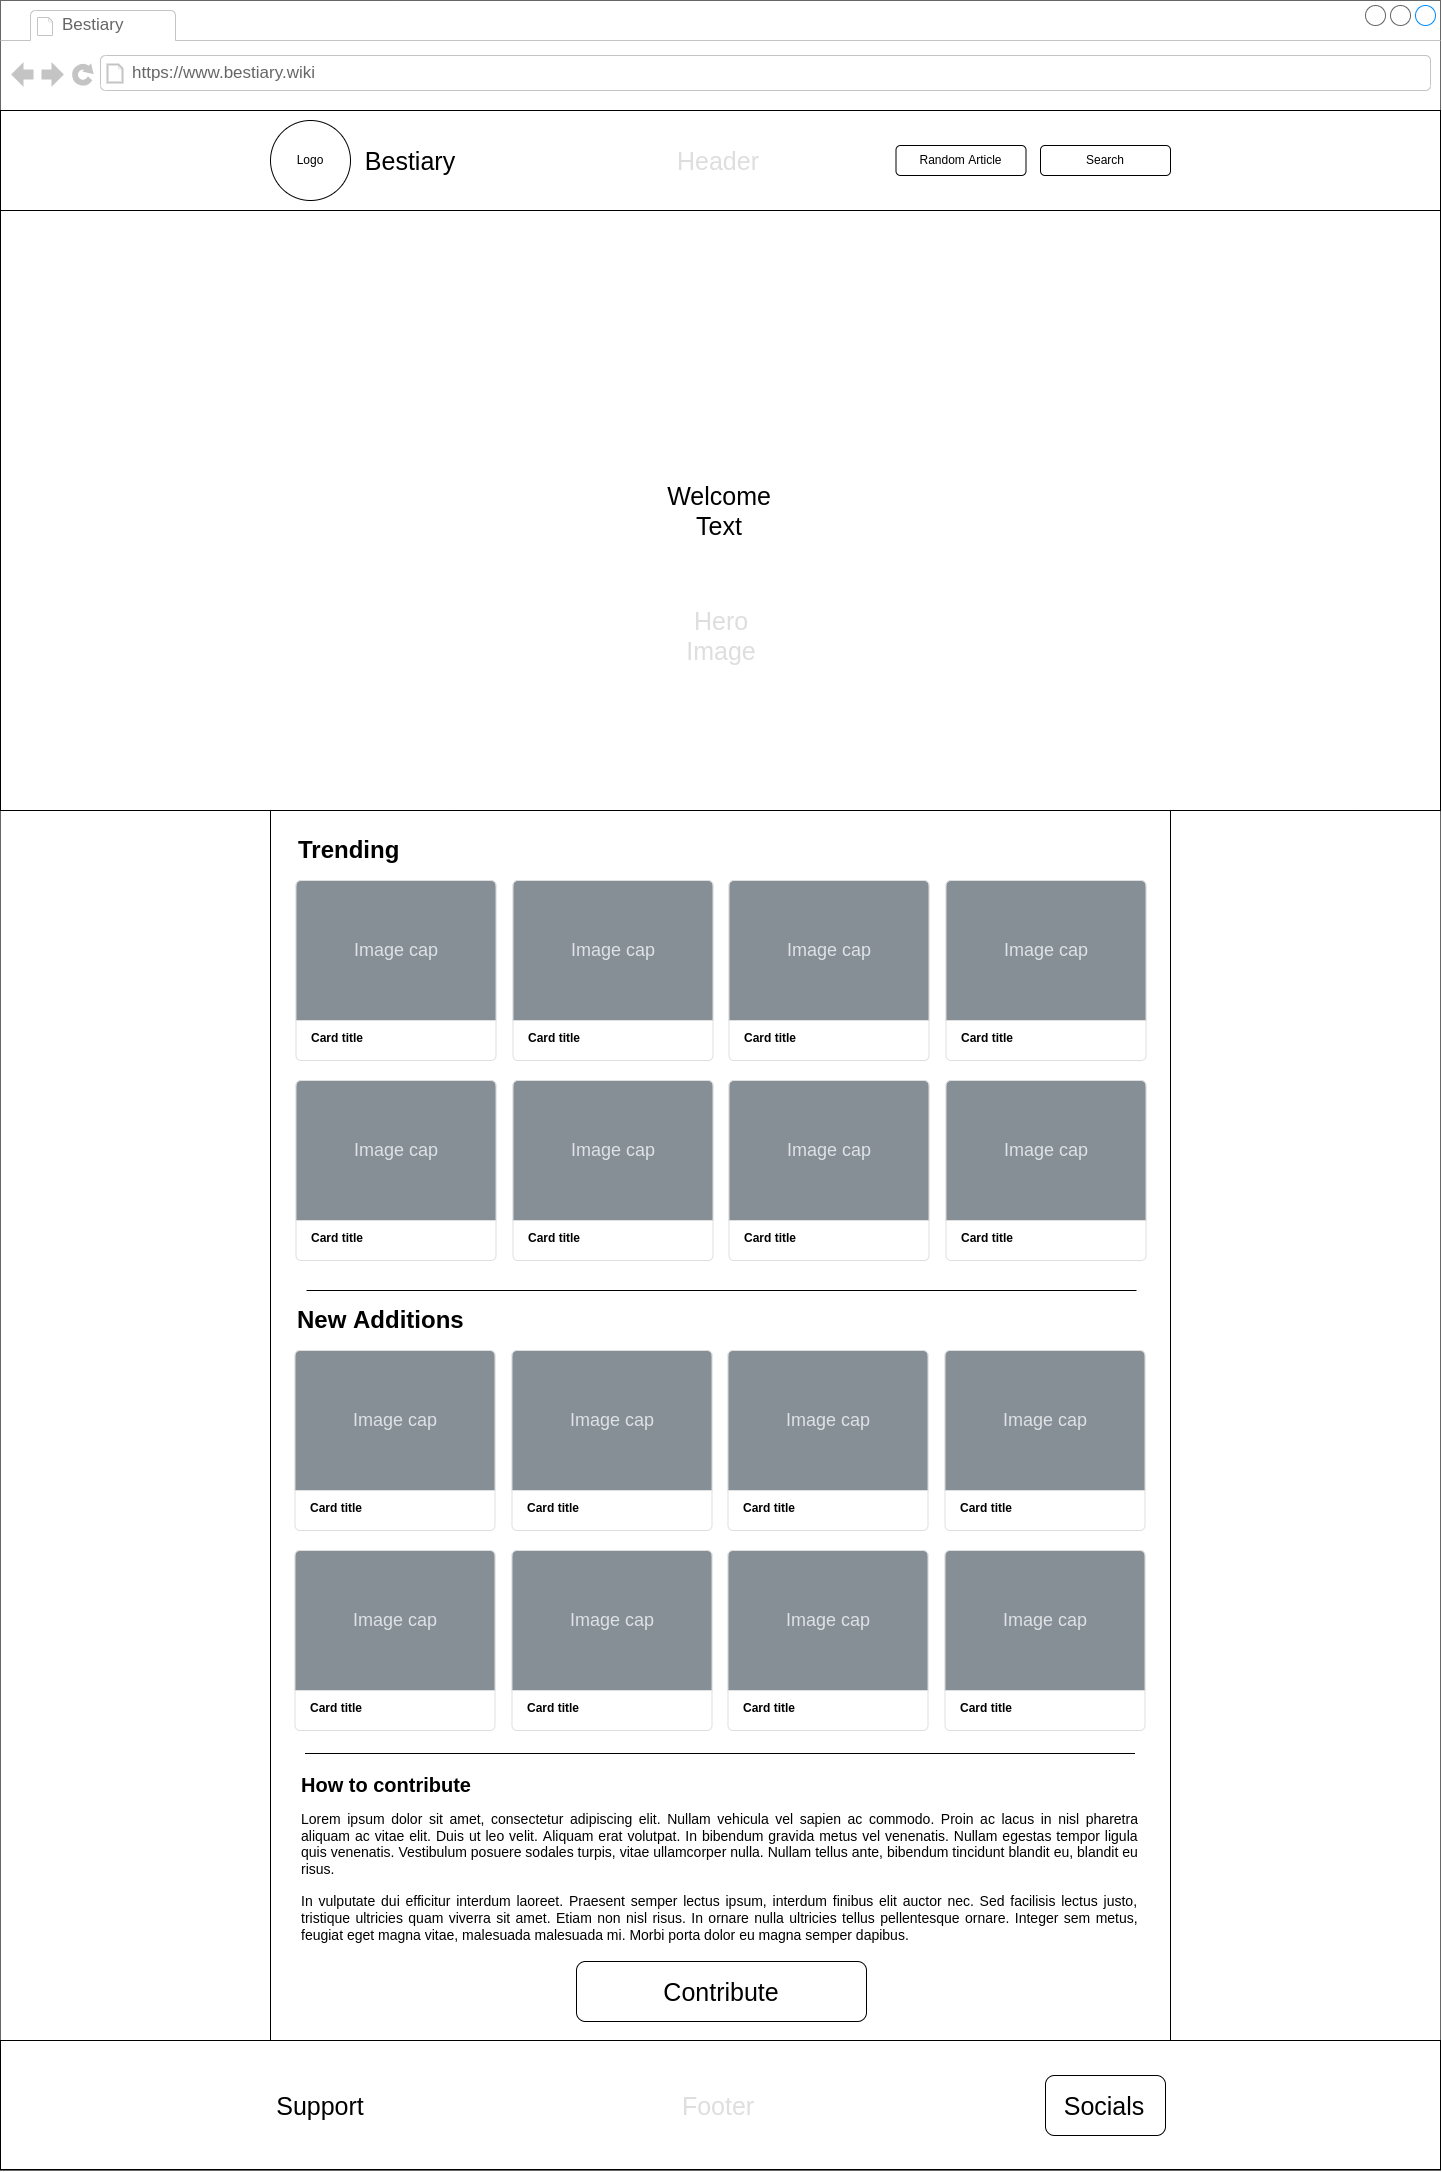 Bestiary
https://www.bestiary.wiki
Logo
Bestiary
Header
Random Article
Search
Welcome
Text
Hero
Image
Trending
Image cap
Image cap
Image cap
Image cap
Card title
Card title
Card title
Card title
Image cap
Image cap
Image cap
Image cap
Card title
Card title
Card title
Card title
New Additions
Image cap
Image cap
Image cap
Image cap
Card title
Card title
Card title
Card title
Image cap
Image cap
Image cap
Image cap
Card title
Card title
Card title
Card title
How to contribute
Lorem ipsum dolor sit amet, consectetur adipiscing elit. Nullam vehicula vel sapien ac commodo. Proin ac lacus in nisl pharetra
aliquam ac vitae elit. Duis ut leo velit. Aliquam erat volutpat. In bibendum gravida metus vel venenatis. Nullam egestas tempor ligula
quis venenatis. Vestibulum posuere sodales turpis, vitae ullamcorper nulla. Nullam tellus ante, bibendum tincidunt blandit eu, blandit eu
risus.
In vulputate dui efficitur interdum laoreet. Praesent semper lectus ipsum, interdum finibus elit auctor nec. Sed facilisis lectus justo,
tristique ultricies quam viverra sit amet. Etiam non nisl risus. In ornare nulla ultricies tellus pellentesque ornare. Integer sem metus,
feugiat eget magna vitae, malesuada malesuada mi. Morbi porta dolor eu magna semper dapibus.
Contribute
Support
Footer
Socials